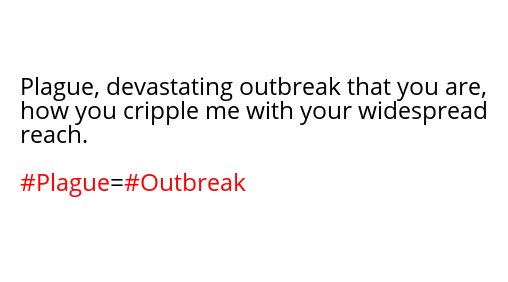 Plague, devastating outbreak that you are,
how you cripple me with your widespread
reach.
#Plague=#Outbreak